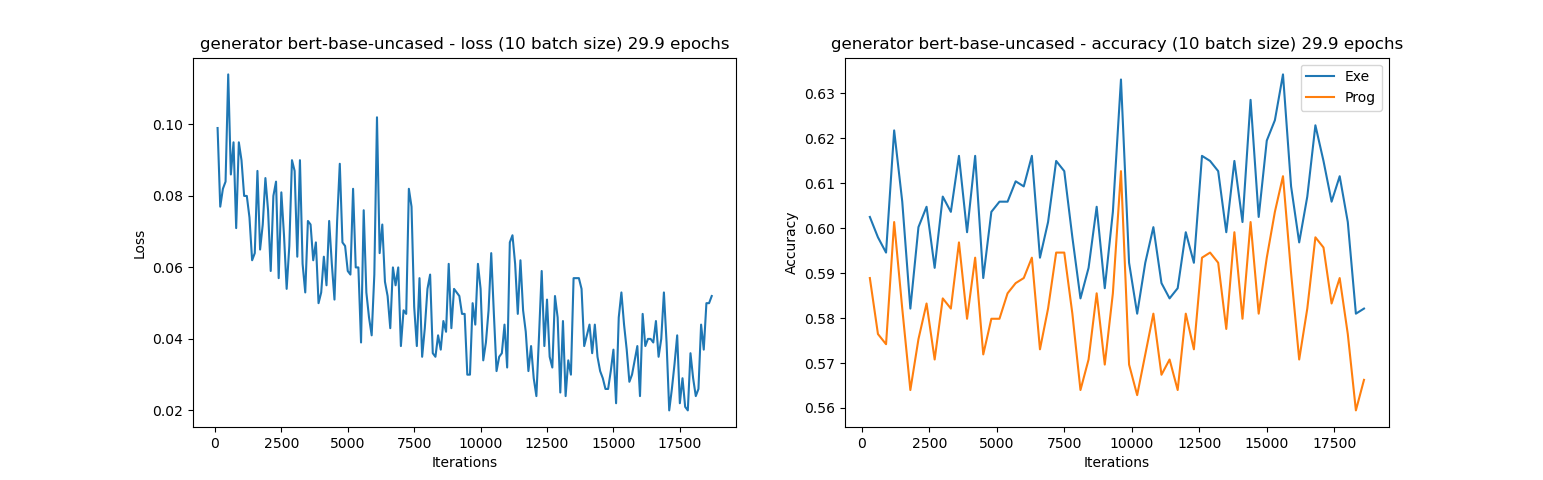 generator bert-base-uncased - loss (10 batch size) 29.9 epochs
Loss
0.10
0.08
0.06
0.04
0.02
0 2500 5000 7500 10000 12500 15000 17500
Iterations
generator bert-base-uncased - accuracy (10 batch size) 29.9 epochs
Exe
Prog
Accuracy
0.63
0.62
0.61
0.60
0.59
0.58
0.57
0.56
0 2500 5000 7500 10000 12500 15000 17500
Iterations